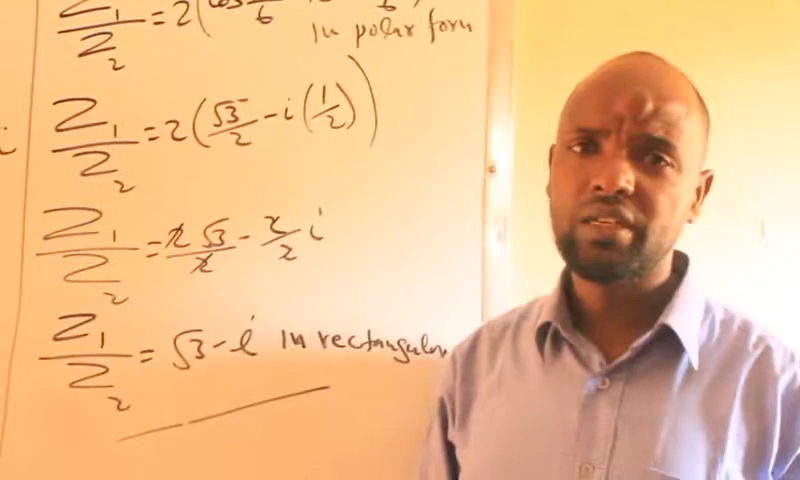 Z₁/Z₂ = 2(cos /6
in polar form
Z₁/Z₂ = 2(√3/2 - i(1/2))
i
Z₁/Z₂ = 2√3/2 - 2/2 i
Z₁/Z₂ = √3 - i in rectangular